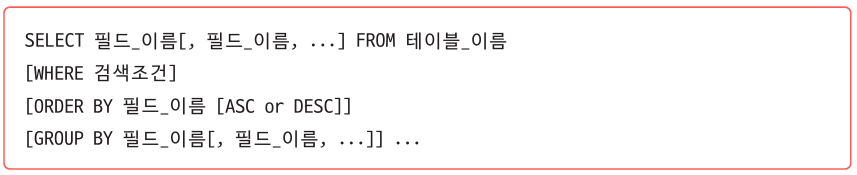 SELECT 필드_이름[, 필드_이름, ...] FROM 테이블_이름
[WHERE 검색조건]
[ORDER BY 필드_이름 [ASC or DESC]]
[GROUP BY 필드_이름[, 필드_이름, ...]] ...